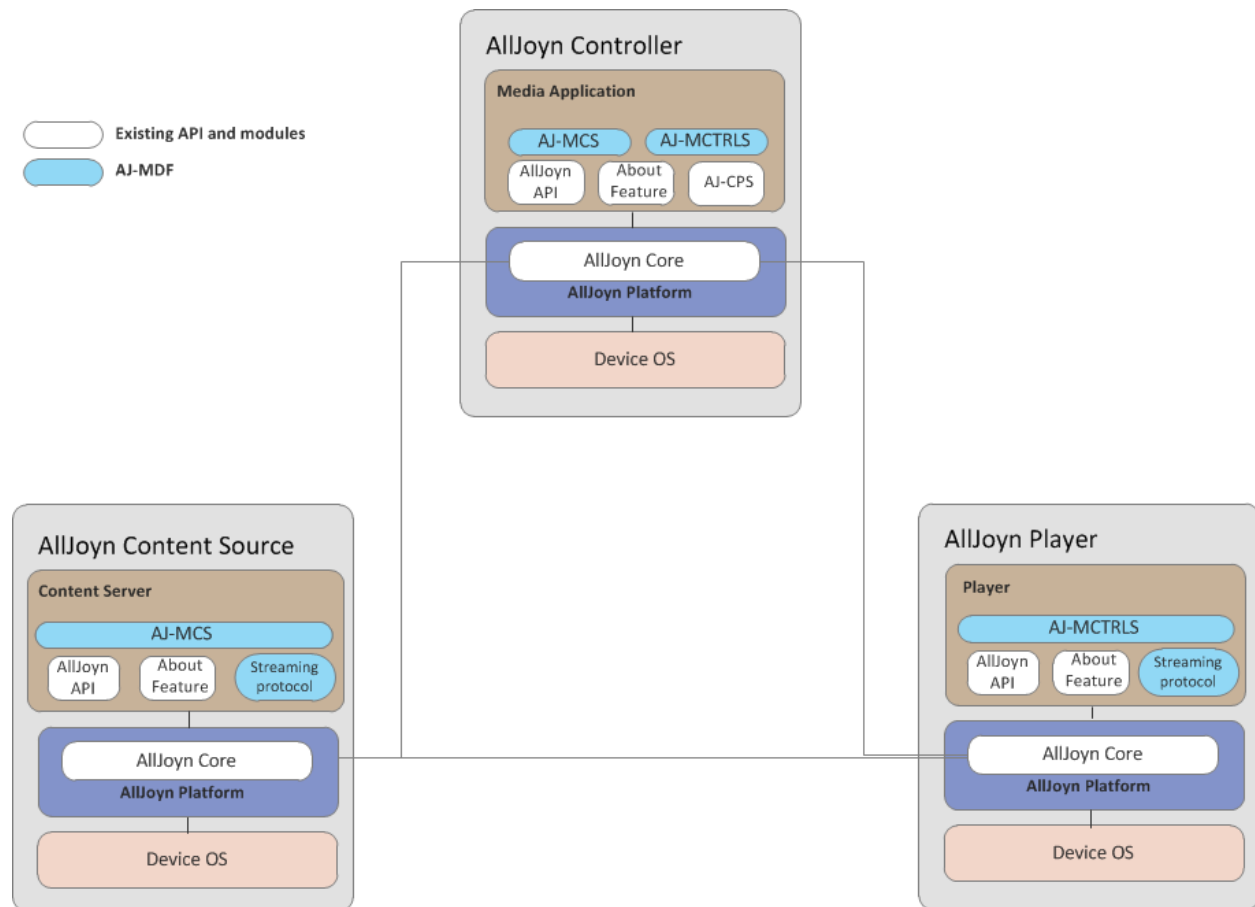 AllJoyn Controller
Media Application
AJ-MCS
AJ-MCTRLS
AllJoyn
API
About
Feature
AJ-CPS
AllJoyn Core
AllJoyn Platform
Device OS
Existing API and modules
AJ-MDF
AllJoyn Content Source
Content Server
AJ-MCS
AllJoyn
API
About
Feature
Streaming
protocol
AllJoyn Core
AllJoyn Platform
Device OS
AllJoyn Player
Player
AJ-MCTRLS
AllJoyn
API
About
Feature
Streaming
protocol
AllJoyn Core
AllJoyn Platform
Device OS